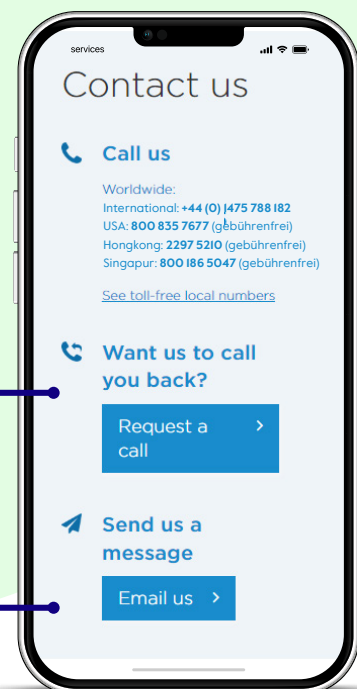 services
Contact us
Call us
Worldwide:
International: +44 (0) 1475 788 182
USA: 800 835 7677 (gebührenfrei)
Hongkong: 2297 5210 (gebührenfrei)
Singapur: 800 186 5047 (gebührenfrei)
See toll-free local numbers
Want us to call
you back?
Request a
call
Send us a
message
Email us